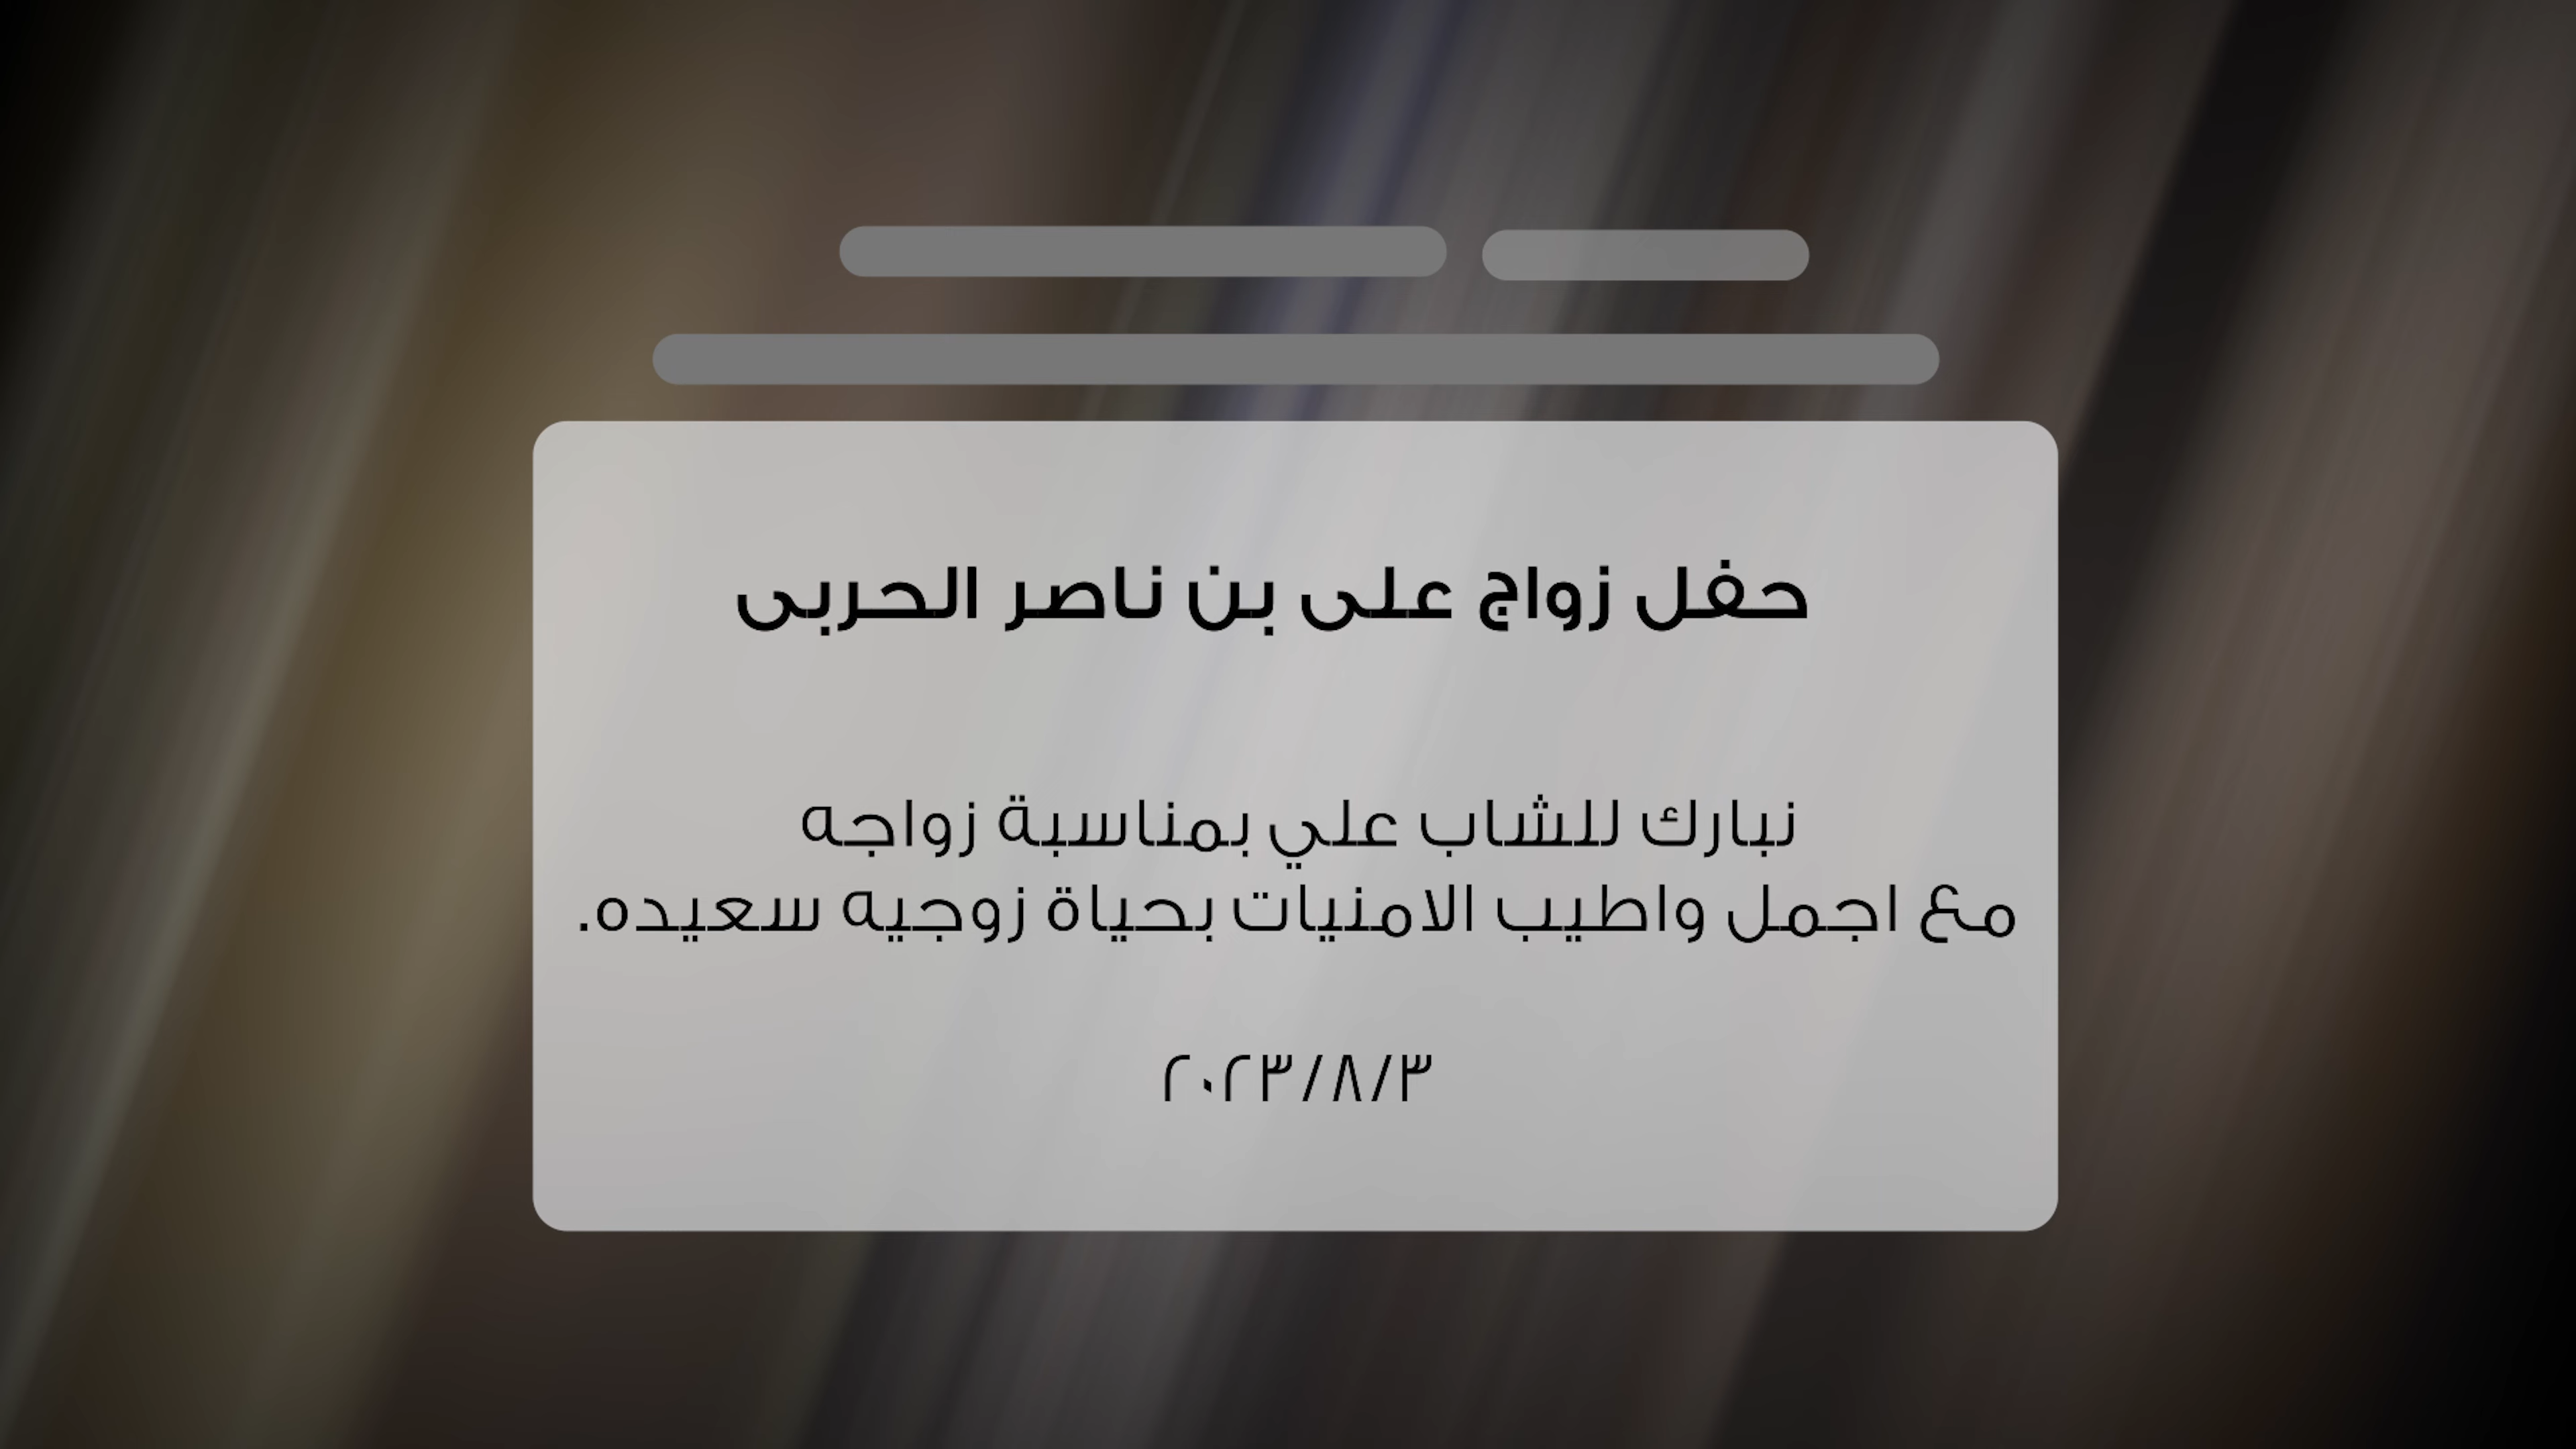 حفل زواج على بن ناصر الحربى
نبارك للشاب علي بمناسبة زواجه
مع اجمل واطيب الامنيات بحياة زوجيه سعيده.
٢٠٢٣/٨/٣